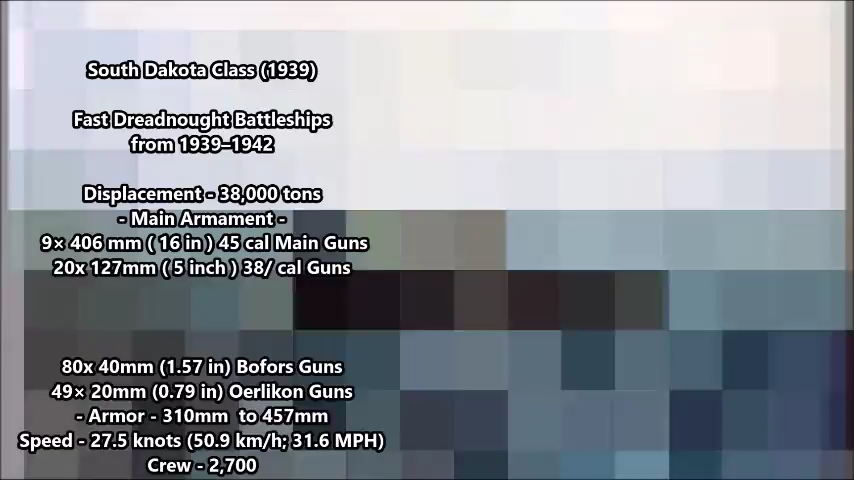 South Dakota Class (1939)
Fast Dreadnought Battleships
from 1939–1942
Displacement - 38,000 tons
- Main Armament -
9× 406 mm ( 16 in ) 45 cal Main Guns
20x 127mm ( 5 inch ) 38/ cal Guns
80x 40mm (1.57 in) Bofors Guns
49× 20mm (0.79 in) Oerlikon Guns
- Armor - 310mm  to 457mm
Speed - 27.5 knots (50.9 km/h; 31.6 MPH)
Crew - 2,700